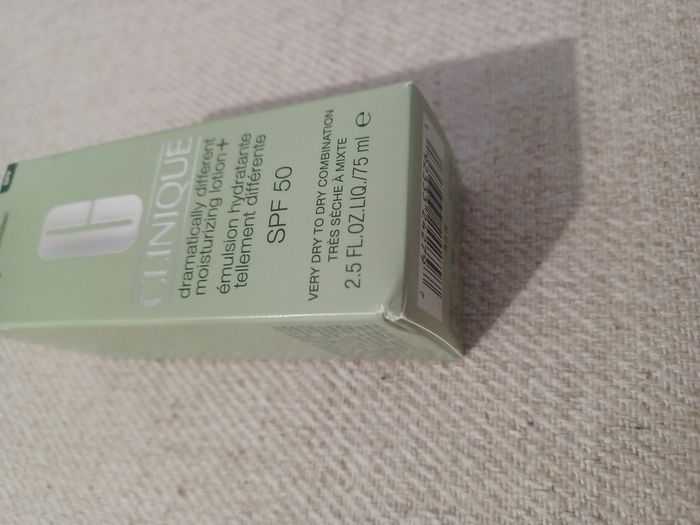 CLINIQUE
dramatically different
moisturizing lotion+
émulsion hydratante
tellement différente
SPF 50
VERY DRY TO DRY COMBINATION
TRÈS SÈCHE À MIXTE
2.5 FL.OZ.LIQ./75 ml ℮